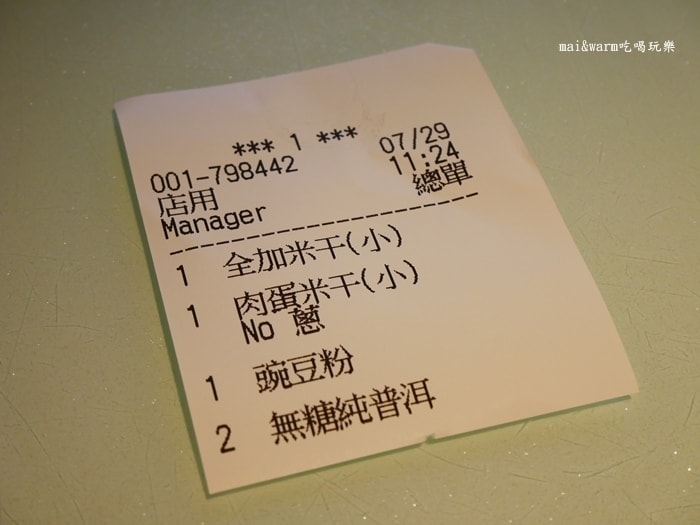 mai&warm吃喝玩樂
*** 1 ***
001-798442 07/29
店用 11:24
Manager 總單
1 全加米干(小)
1 肉蛋米干(小)
No 蔥
1 豌豆粉
2 無糖純普洱